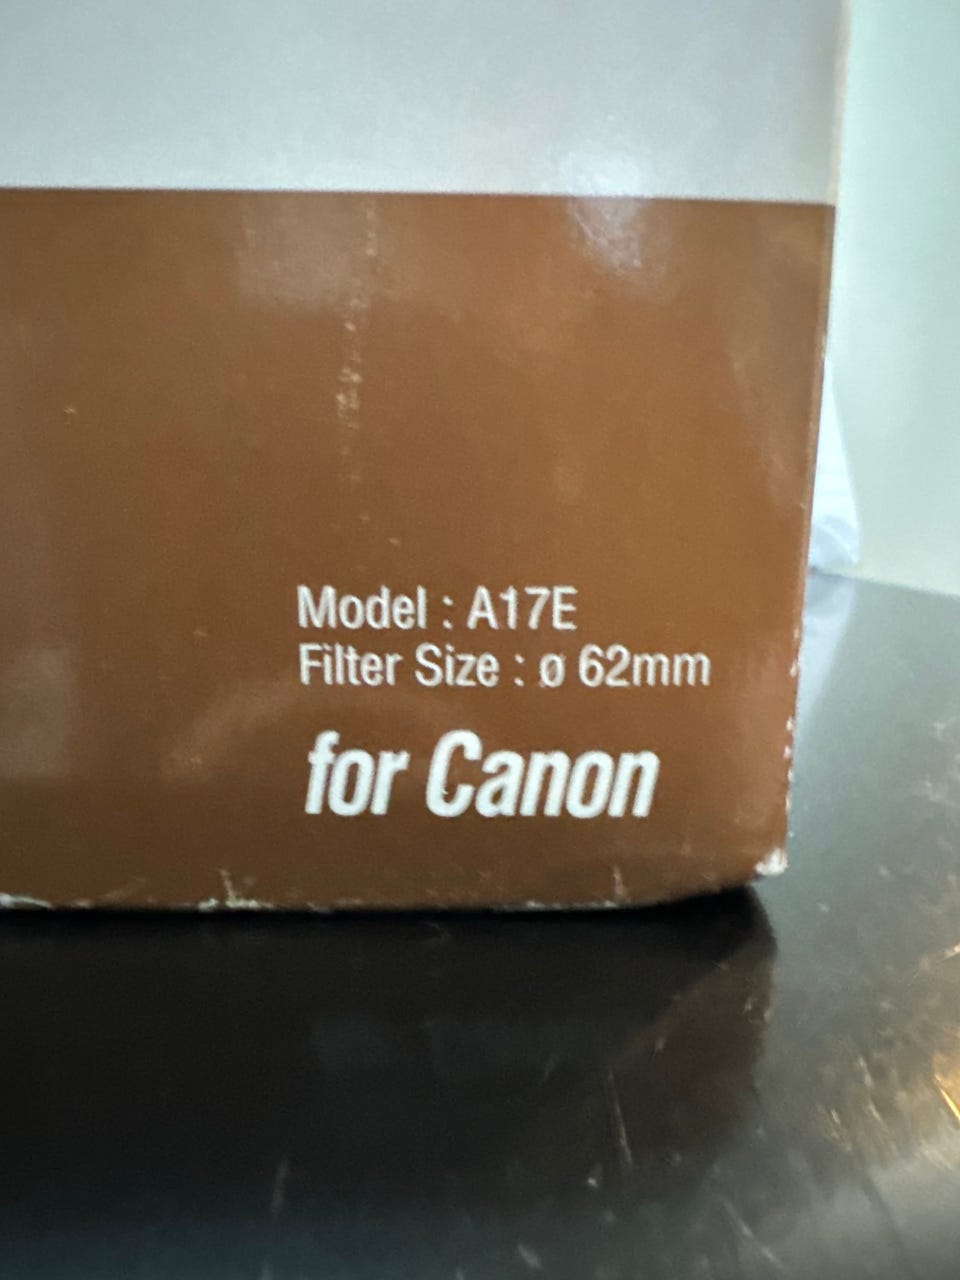 Model : A17E
Filter Size : ø 62mm
for Canon